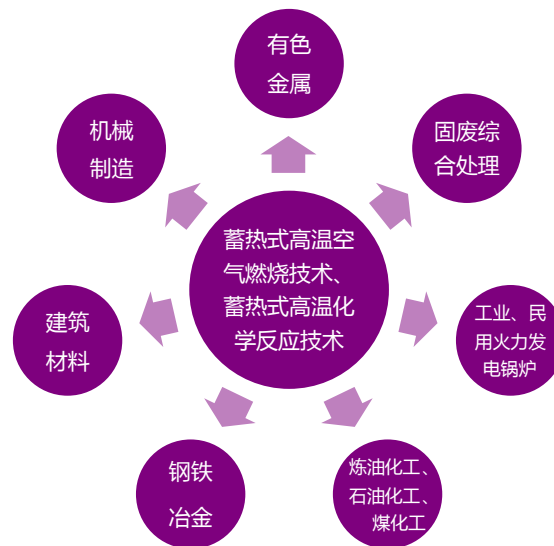 有色
金属
机械
制造
固废综
合处理
蓄热式高温空
气燃烧技术、
蓄热式高温化
学反应技术
建筑
材料
工业、民
用火力发
电锅炉
钢铁
冶金
炼油化工、
石油化工、
煤化工